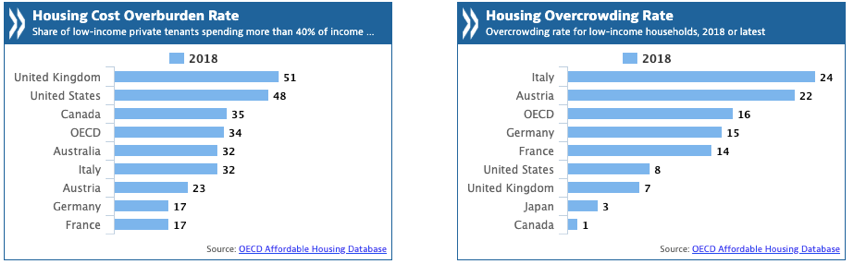 Housing Cost Overburden Rate
Share of low-income private tenants spending more than 40% of income ...
2018
United Kingdom 51
United States 48
Canada 35
OECD 34
Australia 32
Italy 32
Austria 23
Germany 17
France 17
Source: OECD Affordable Housing Database
Housing Overcrowding Rate
Overcrowding rate for low-income households, 2018 or latest
2018
Italy 24
Austria 22
OECD 16
Germany 15
France 14
United States 8
United Kingdom 7
Japan 3
Canada 1
Source: OECD Affordable Housing Database